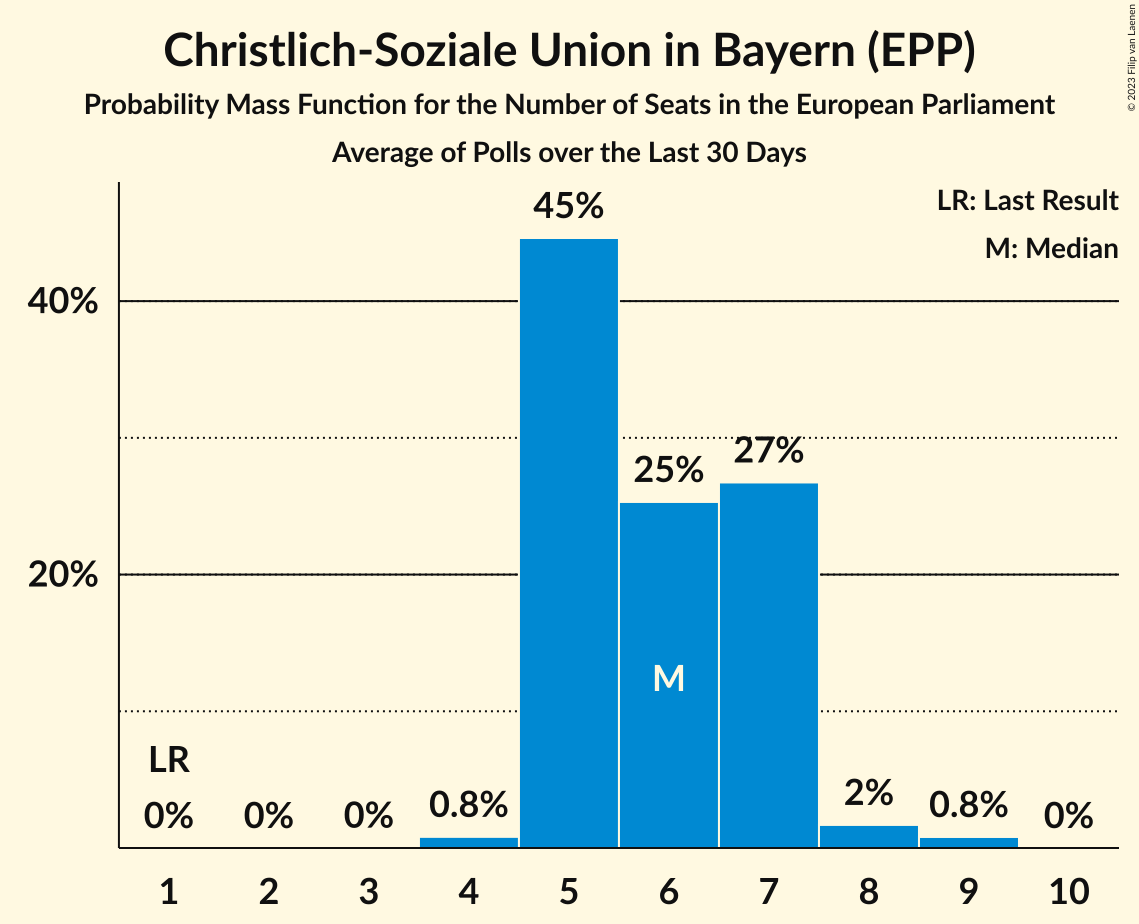 Christlich-Soziale Union in Bayern (EPP)
Probability Mass Function for the Number of Seats in the European Parliament
Average of Polls over the Last 30 Days
© 2023 Filip van Laenen
LR: Last Result
M: Median
45%
40%
27%
25%
20%
M
LR
0% 0% 0% 0.8% 2% 0.8% 0%
1 2 3 4 5 6 7 8 9 10